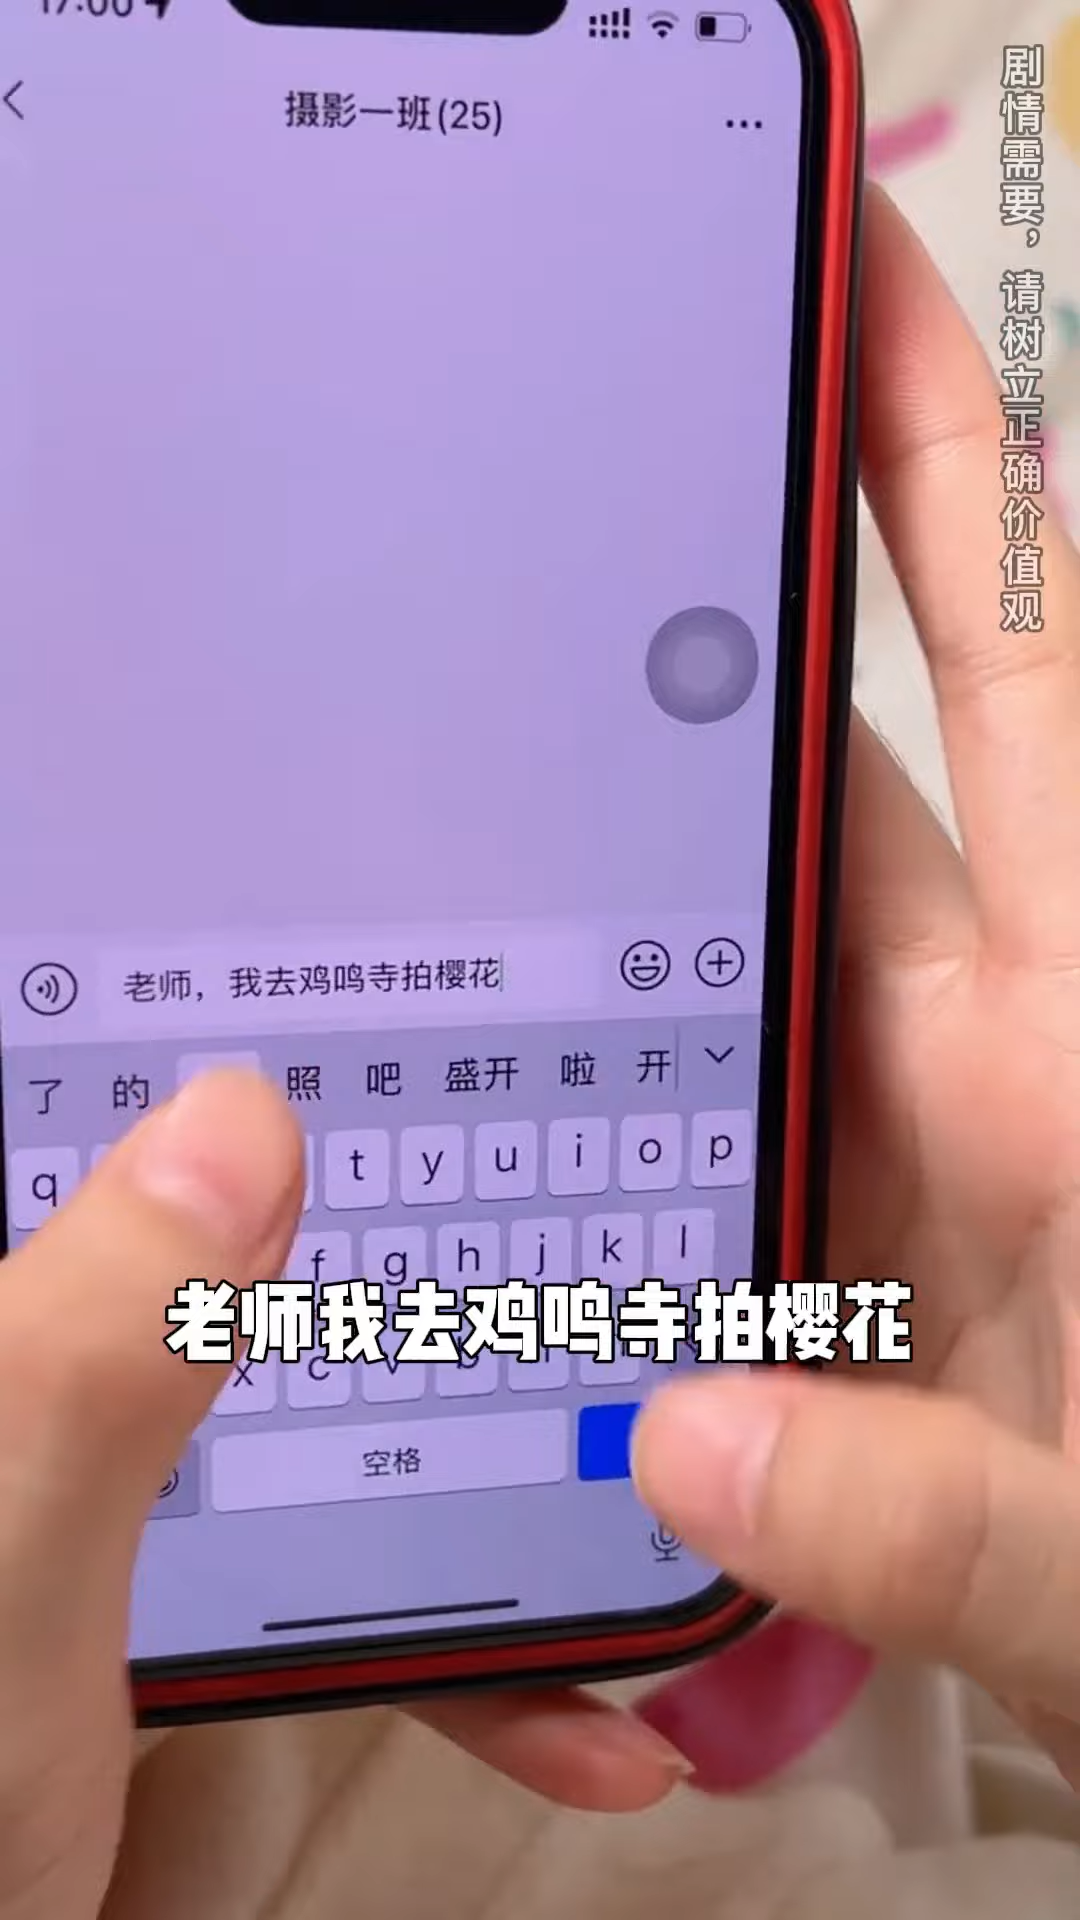 17:00
摄影一班(25)
剧情需要，请树立正确价值观
老师，我去鸡鸣寺拍樱花
了 的 照 吧 盛开 啦 开
q t y u i o p
f g h j k l
老师我去鸡鸣寺拍樱花
x c v b
空格